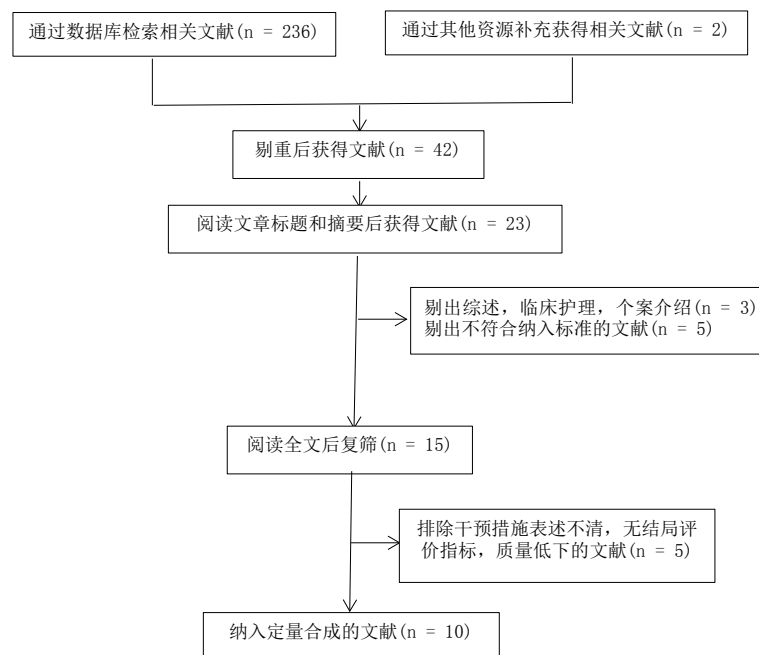 通过数据库检索相关文献(n = 236)
通过其他资源补充获得相关文献(n = 2)
剔重后获得文献(n = 42)
阅读文章标题和摘要后获得文献(n = 23)
剔出综述，临床护理，个案介绍(n = 3)
剔出不符合纳入标准的文献(n = 5)
阅读全文后复筛(n = 15)
排除干预措施表述不清，无结局评
价指标，质量低下的文献(n = 5)
纳入定量合成的文献(n = 10)